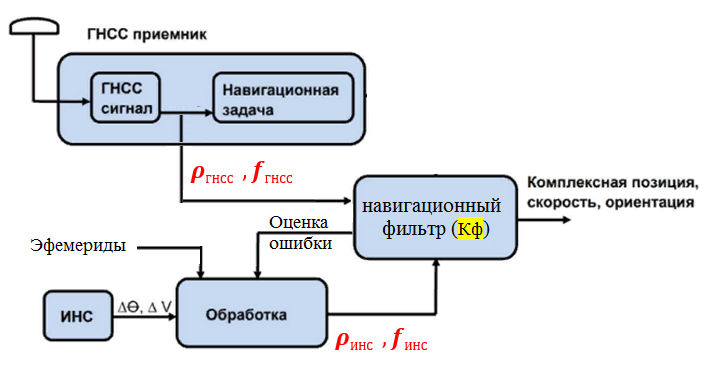 ГНСС приемник
ГНСС
сигнал
Навигационная
задача
ρгнсс , fгнсс
Комплексная позиция,
скорость, ориентация
навигационный
фильтр (Кф)
Оценка
ошибки
Эфемериды
ИНС
ΔΘ, Δ V
Обработка
ρинс , fинс